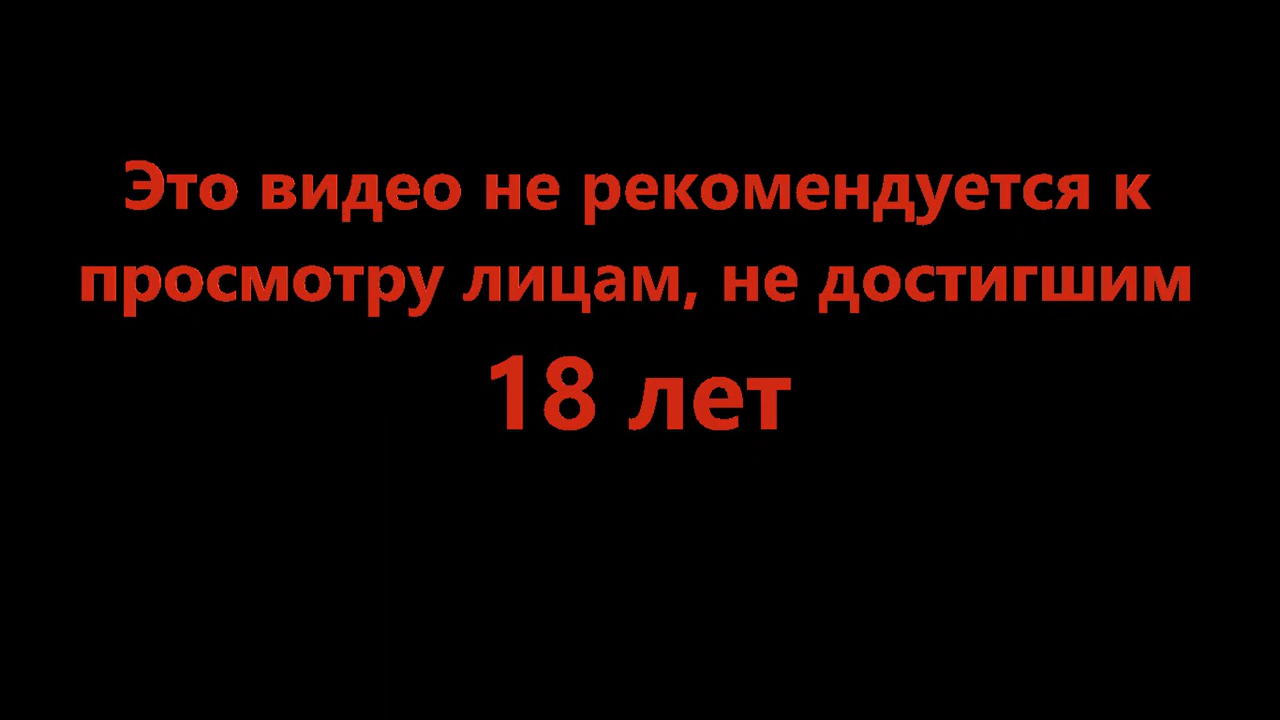 Это видео не рекомендуется к
просмотру лицам, не достигшим
18 лет